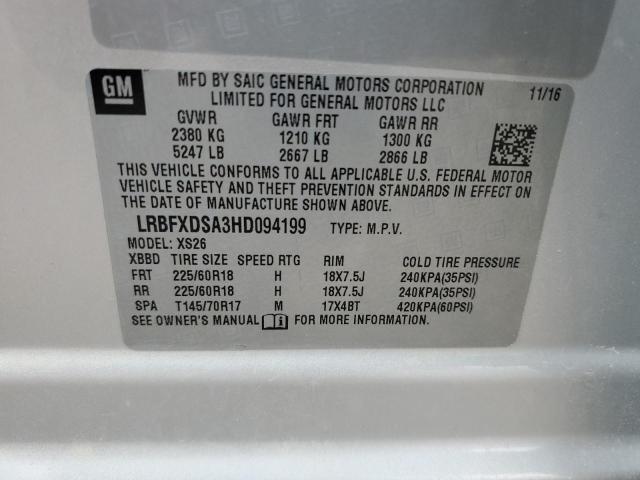 GM
MFD BY SAIC GENERAL MOTORS CORPORATION 11/16
LIMITED FOR GENERAL MOTORS LLC
GVWR GAWR FRT GAWR RR
2380 KG 1210 KG 1300 KG
5247 LB 2667 LB 2866 LB
THIS VEHICLE CONFORMS TO ALL APPLICABLE U.S. FEDERAL MOTOR
VEHICLE SAFETY AND THEFT PREVENTION STANDARDS IN EFFECT ON
THE DATE OF MANUFACTURE SHOWN ABOVE.
LRBFXDSA3HD094199 TYPE: M.P.V.
MODEL: XS26
XBBD TIRE SIZE SPEED RTG RIM COLD TIRE PRESSURE
FRT 225/60R18 H 18X7.5J 240KPA(35PSI)
RR 225/60R18 H 18X7.5J 240KPA(35PSI)
SPA T145/70R17 M 17X4BT 420KPA(60PSI)
SEE OWNER'S MANUAL FOR MORE INFORMATION.